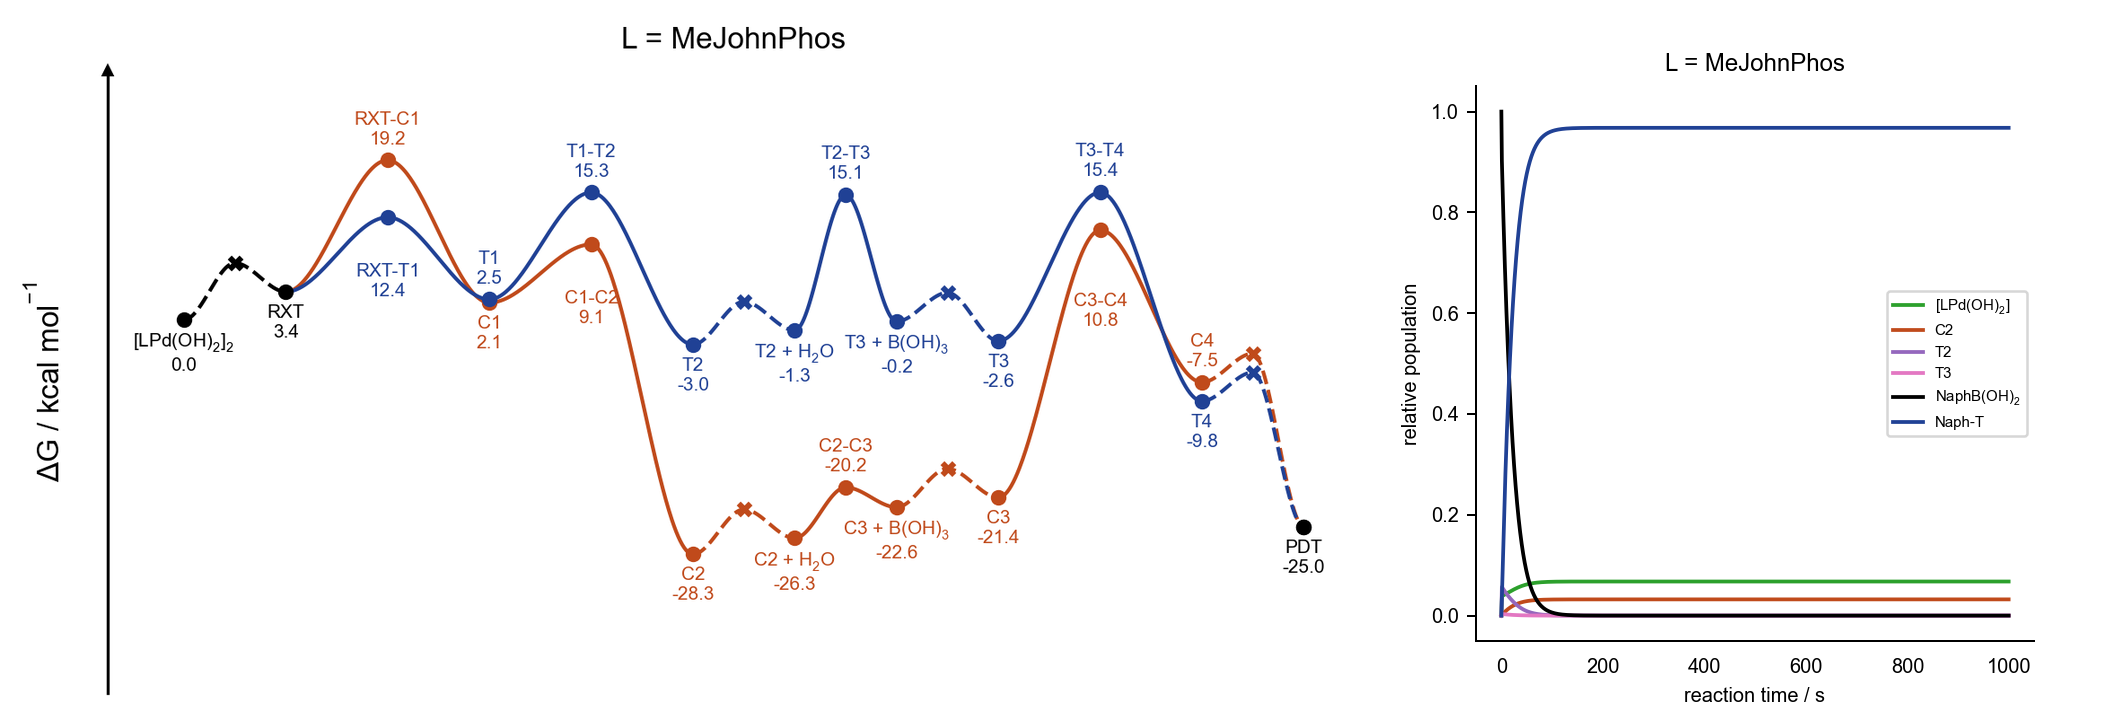 L = MeJohnPhos
ΔG / kcal mol⁻¹
[LPd(OH)₂]₂
0.0
RXT
3.4
RXT-C1
19.2
RXT-T1
12.4
T1
2.5
C1
2.1
T1-T2
15.3
C1-C2
9.1
T2
-3.0
T2 + H₂O
-1.3
T2-T3
15.1
T3 + B(OH)₃
-0.2
T3
-2.6
C2
-28.3
C2 + H₂O
-26.3
C2-C3
-20.2
C3 + B(OH)₃
-22.6
C3
-21.4
T3-T4
15.4
C3-C4
10.8
C4
-7.5
T4
-9.8
PDT
-25.0
L = MeJohnPhos
relative population
1.0
0.8
0.6
0.4
0.2
0.0
0 200 400 600 800 1000
reaction time / s
[LPd(OH)₂]
C2
T2
T3
NaphB(OH)₂
Naph-T